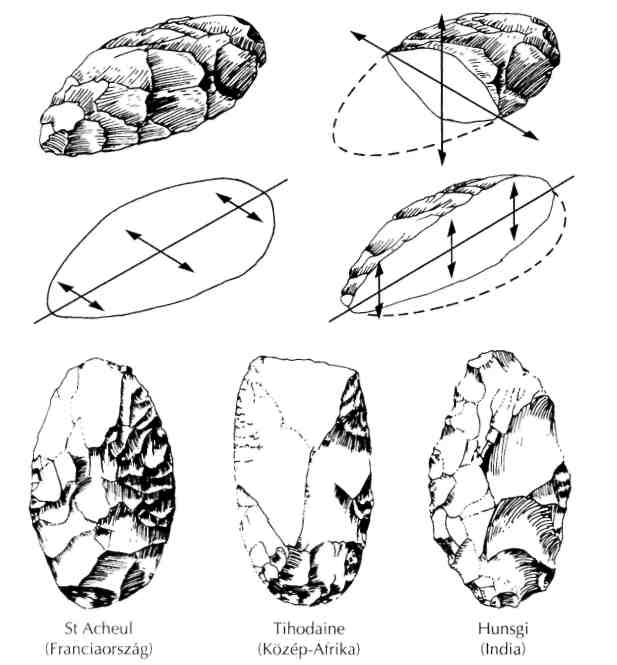 St Acheul
(Franciaország)
Tihodaine
(Közép-Afrika)
Hunsgi
(India)